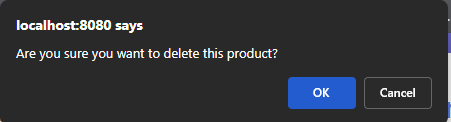 localhost:8080 says
Are you sure you want to delete this product?
OK
Cancel